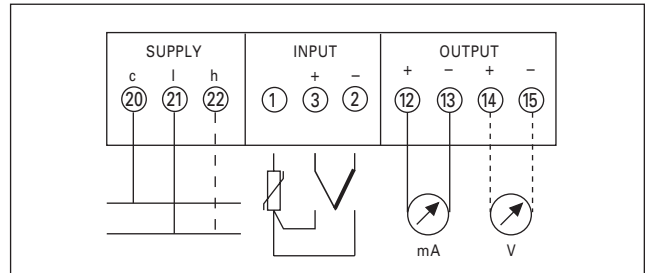 SUPPLY INPUT OUTPUT
c l h + – + – + –
20 21 22 1 3 2 12 13 14 15
mA V